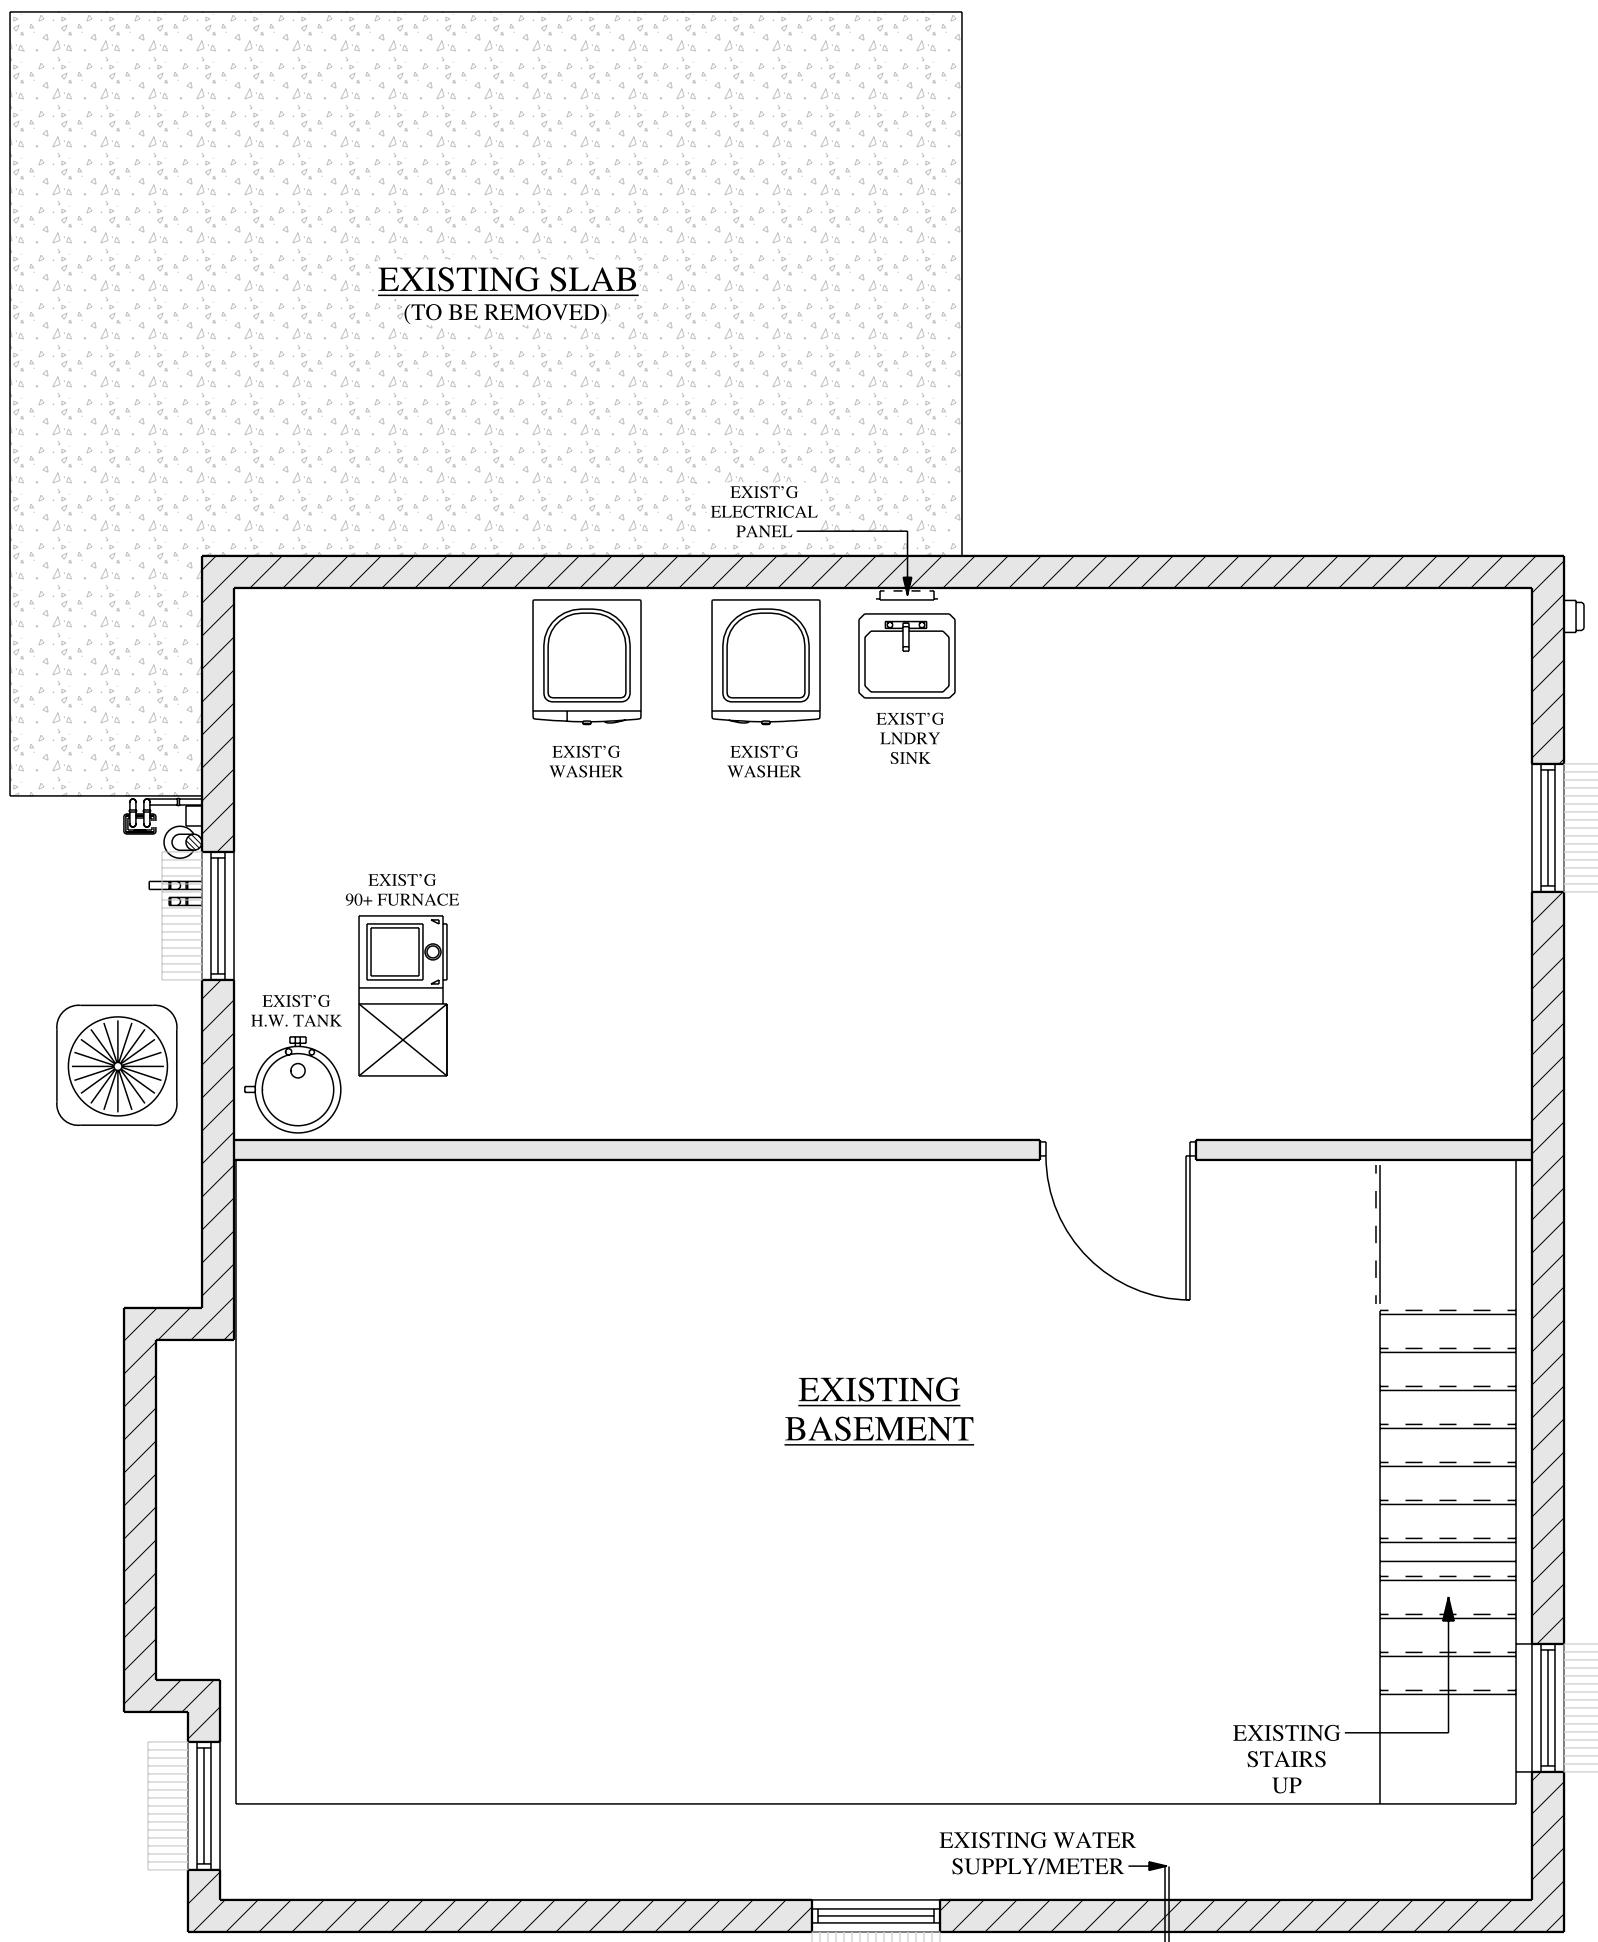 EXISTING SLAB
(TO BE REMOVED)
EXIST'G
ELECTRICAL
PANEL
EXIST'G
WASHER
EXIST'G
WASHER
EXIST'G
LNDRY
SINK
EXIST'G
90+ FURNACE
EXIST'G
H.W. TANK
EXISTING
BASEMENT
EXISTING
STAIRS
UP
EXISTING WATER
SUPPLY/METER